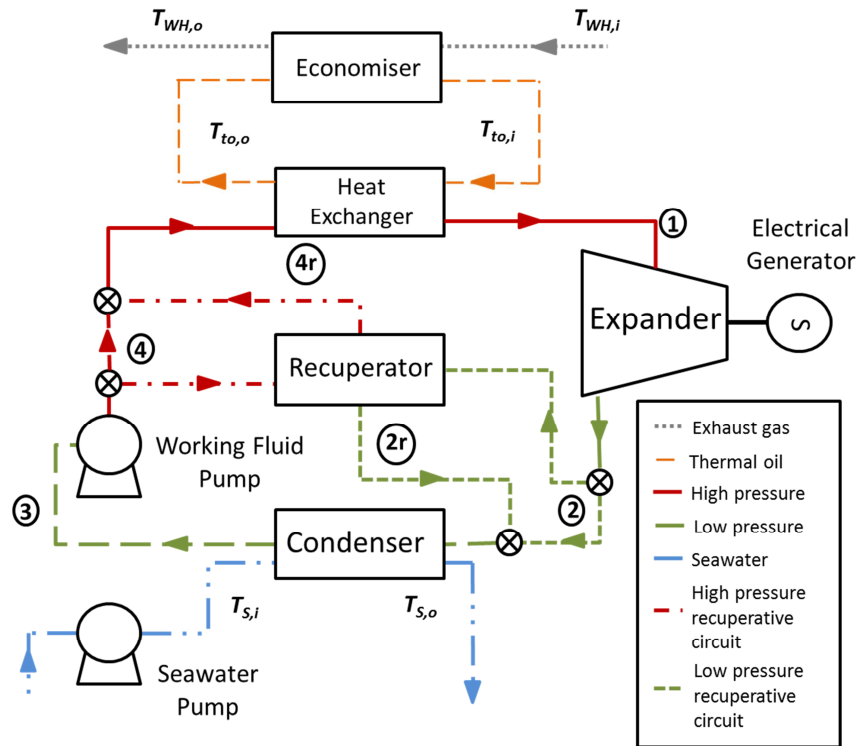 T_WH,o
T_WH,i
Economiser
T_to,o
T_to,i
Heat
Exchanger
1
Electrical
Generator
4r
Expander
S
4
Recuperator
2r
Working Fluid
Pump
3
2
Condenser
T_S,i
T_S,o
Seawater
Pump
Exhaust gas
Thermal oil
High pressure
Low pressure
Seawater
High pressure
recuperative
circuit
Low pressure
recuperative
circuit